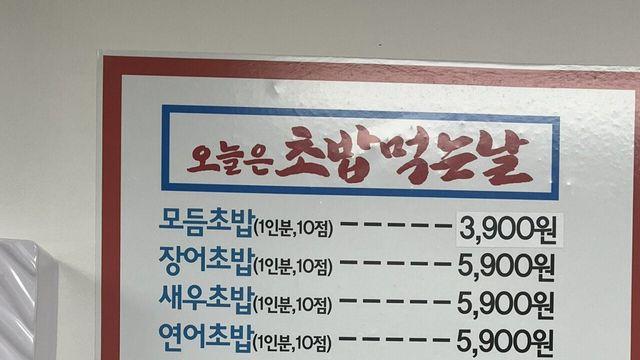 오늘은 초밥 먹는날
모듬초밥(1인분,10점) ----- 3,900원
장어초밥(1인분,10점) ----- 5,900원
새우초밥(1인분,10점) ----- 5,900원
연어초밥(1인분,10점) ----- 5,900원